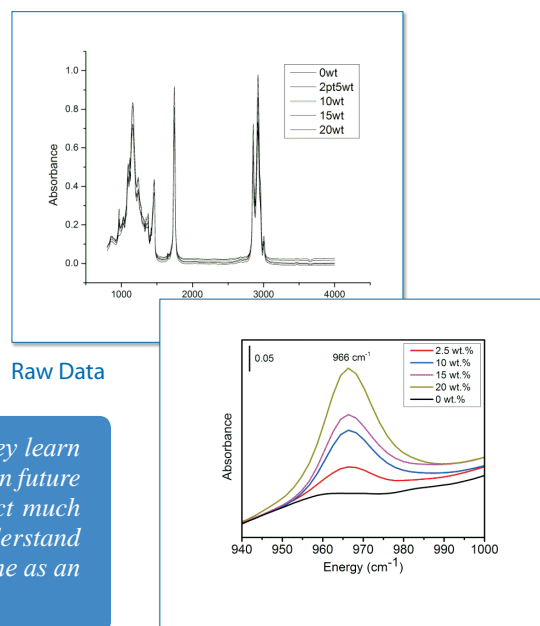 1.0
0.8
0.6
0.4
0.2
0.0
Absorbance
0wt
2pt5wt
10wt
15wt
20wt
1000
2000
3000
4000
Raw Data
0.05
966 cm-1
2.5 wt.%
10 wt.%
15 wt.%
20 wt.%
0 wt.%
Absorbance
940 950 960 970 980 990 1000
Energy (cm-1)
ey learn
n future
ct much
derstand
ne as an